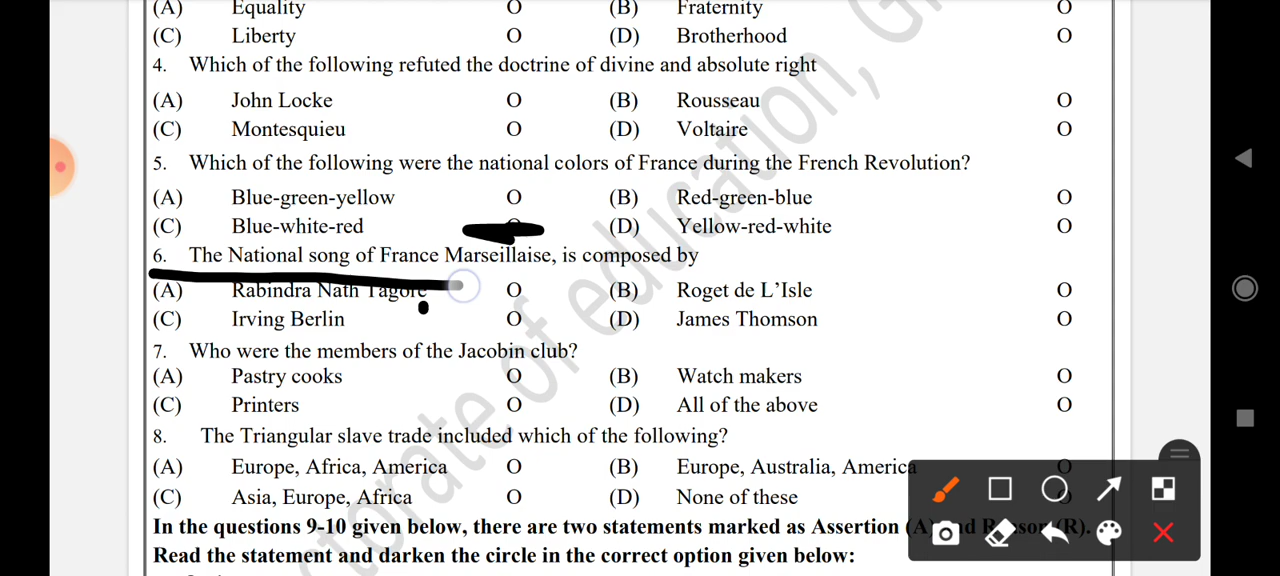 (A) Equality O (B) Fraternity O
(C) Liberty O (D) Brotherhood O
4. Which of the following refuted the doctrine of divine and absolute right
(A) John Locke O (B) Rousseau O
(C) Montesquieu O (D) Voltaire O
5. Which of the following were the national colors of France during the French Revolution?
(A) Blue-green-yellow O (B) Red-green-blue O
(C) Blue-white-red (D) Yellow-red-white O
6. The National song of France Marseillaise, is composed by
(A) Rabindra Nath Tagore O (B) Roget de L’Isle O
(C) Irving Berlin O (D) James Thomson O
7. Who were the members of the Jacobin club?
(A) Pastry cooks O (B) Watch makers O
(C) Printers O (D) All of the above O
8. The Triangular slave trade included which of the following?
(A) Europe, Africa, America O (B) Europe, Australia, America O
(C) Asia, Europe, Africa O (D) None of these
In the questions 9-10 given below, there are two statements marked as Assertion (A) and Reason (R).
Read the statement and darken the circle in the correct option given below:
of education,